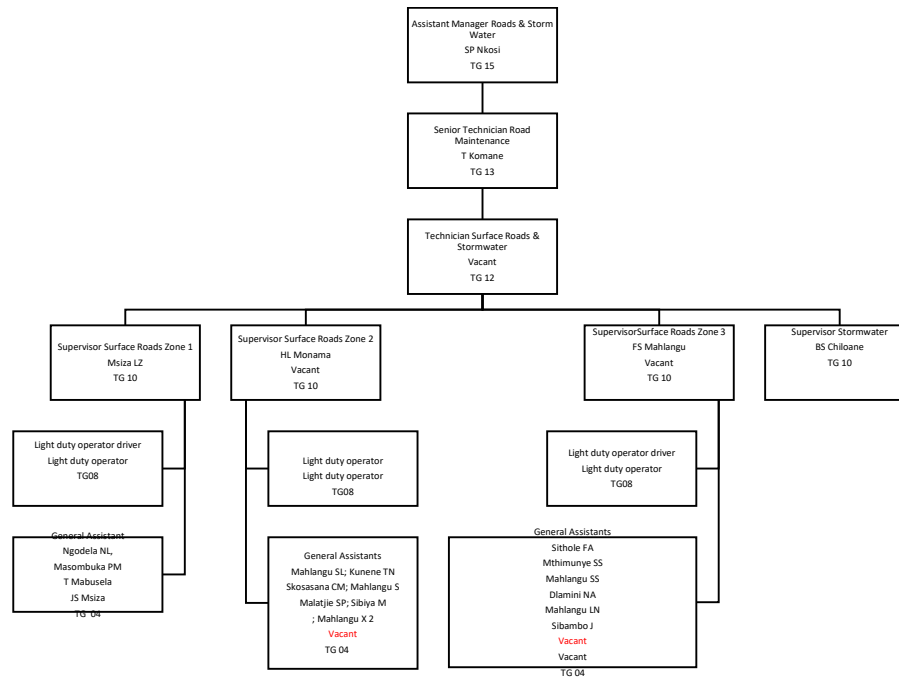 Assistant Manager Roads & Storm
Water
SP Nkosi
TG 15
Senior Technician Road
Maintenance
T Komane
TG 13
Technician Surface Roads &
Stormwater
Vacant
TG 12
Supervisor Surface Roads Zone 1
Msiza LZ
TG 10
Supervisor Surface Roads Zone 2
HL Monama
Vacant
TG 10
SupervisorSurface Roads Zone 3
FS Mahlangu
Vacant
TG 10
Supervisor Stormwater
BS Chiloane
TG 10
Light duty operator driver
Light duty operator
TG08
Light duty operator
Light duty operator
TG08
Light duty operator driver
Light duty operator
TG08
General Assistant
Ngodela NL,
Masombuka PM
T Mabusela
JS Msiza
TG 04
General Assistants
Mahlangu SL; Kunene TN
Skosasana CM; Mahlangu S
Malatjie SP; Sibiya M
; Mahlangu X 2
Vacant
TG 04
General Assistants
Sithole FA
Mthimunye SS
Mahlangu SS
Dlamini NA
Mahlangu LN
Sibambo J
Vacant
Vacant
TG 04